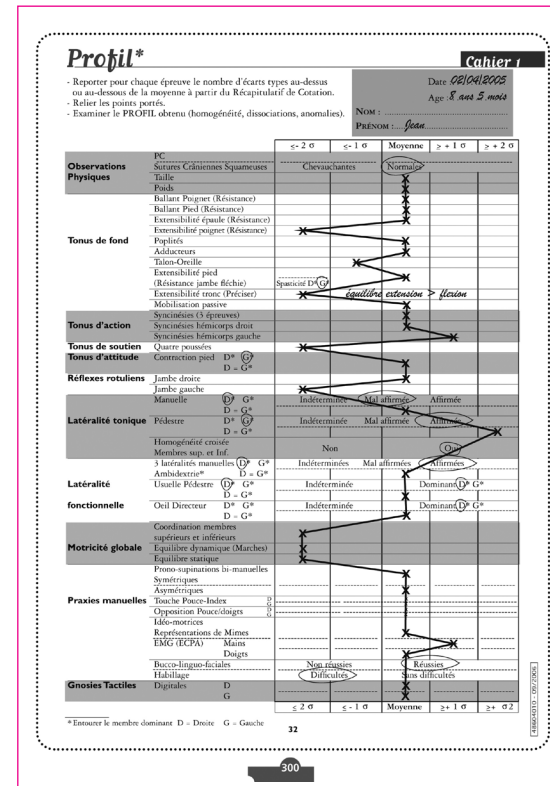 Profil*
Cahier 1
- Reporter pour chaque épreuve le nombre d'écarts types au-dessus
ou au-dessous de la moyenne à partir du Récapitulatif de Cotation.
- Relier les points portés.
- Examiner le PROFIL obtenu (homogénéité, dissociations, anomalies).
Date 02/04/2005
Age : 8 ans 5 mois
NOM :
PRÉNOM : Jean
≤- 2 σ ≤- 1 σ Moyenne ≥ + 1 σ ≥ + 2 σ
PC
Observations Sutures Crâniennes Squameuses Chevauchantes Normales
Physiques Taille
Poids
Ballant Poignet (Résistance)
Ballant Pied (Résistance)
Extensibilité épaule (Résistance)
Extensibilité poignet (Résistance)
Tonus de fond Poplités
Adducteurs
Talon-Oreille
Extensibilité pied
(Résistance jambe fléchie) Spasticité D* G*
Extensibilité tronc (Préciser) équilibre extension > flexion
Mobilisation passive
Syncinésies (3 épreuves)
Tonus d'action Syncinésies hémicorps droit
Syncinésies hémicorps gauche
Tonus de soutien Quatre poussées
Tonus d'attitude Contraction pied D* G*
D = G*
Réflexes rotuliens Jambe droite
Jambe gauche
Manuelle D* G* Indéterminée Mal affirmée Affirmée
D = G*
Latéralité tonique Pédestre D* G* Indéterminée Mal affirmée Affirmée
D = G*
Homogénéité croisée
Membres sup. et Inf. Non Oui
3 latéralités manuelles D* G* Indéterminées Mal affirmées Affirmées
Ambidextrie* D = G*
Latéralité Usuelle Pédestre D* G* Indéterminée Dominant D* G*
D = G*
fonctionnelle Oeil Directeur D* G* Indéterminée Dominant D* G*
D = G*
Coordination membres
supérieurs et inférieurs
Motricité globale Equilibre dynamique (Marches)
Equilibre statique
Prono-supinations bi-manuelles
Symétriques
Asymétriques
Praxies manuelles Touche Pouce-Index D G
Opposition Pouce/doigts D G
Idéo-motrices
Représentations de Mimes
EMG (ECPA) Mains
Doigts
Bucco-linguo-faciales Non réussies Réussies
Habillage Difficultés Sans difficultés
Gnosies Tactiles Digitales D
G
≤ 2 σ ≤ - 1 σ Moyenne ≥+ 1 σ ≥+ σ2
* Entourer le membre dominant D = Droite G = Gauche
32
48604010 - 09/2006
300